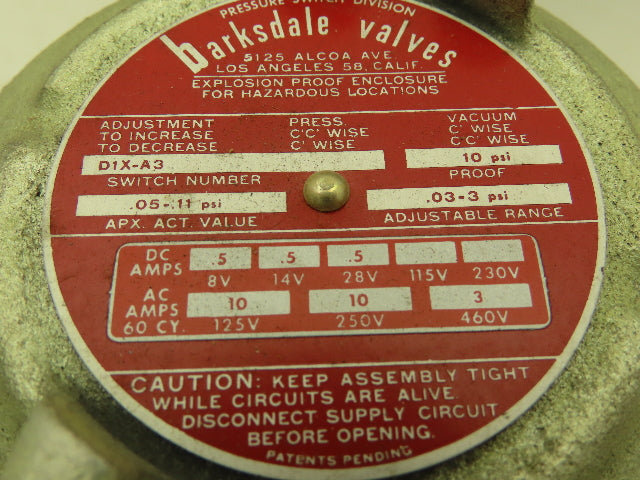 PRESSURE SWITCH DIVISION
barksdale valves
5125 ALCOA AVE.
LOS ANGELES 58, CALIF.
EXPLOSION PROOF ENCLOSURE
FOR HAZARDOUS LOCATIONS
ADJUSTMENT PRESS. VACUUM
TO INCREASE C'C' WISE C' WISE
TO DECREASE C' WISE C'C' WISE
D1X-A3 10 psi
SWITCH NUMBER PROOF
.05-.11 psi .03-3 psi
APX. ACT. VALUE ADJUSTABLE RANGE
DC AMPS .5 .5 .5
8V 14V 28V 115V 230V
AC AMPS 60 CY. 10 10 3
125V 250V 460V
CAUTION: KEEP ASSEMBLY TIGHT
WHILE CIRCUITS ARE ALIVE.
DISCONNECT SUPPLY CIRCUIT
BEFORE OPENING.
PATENTS PENDING